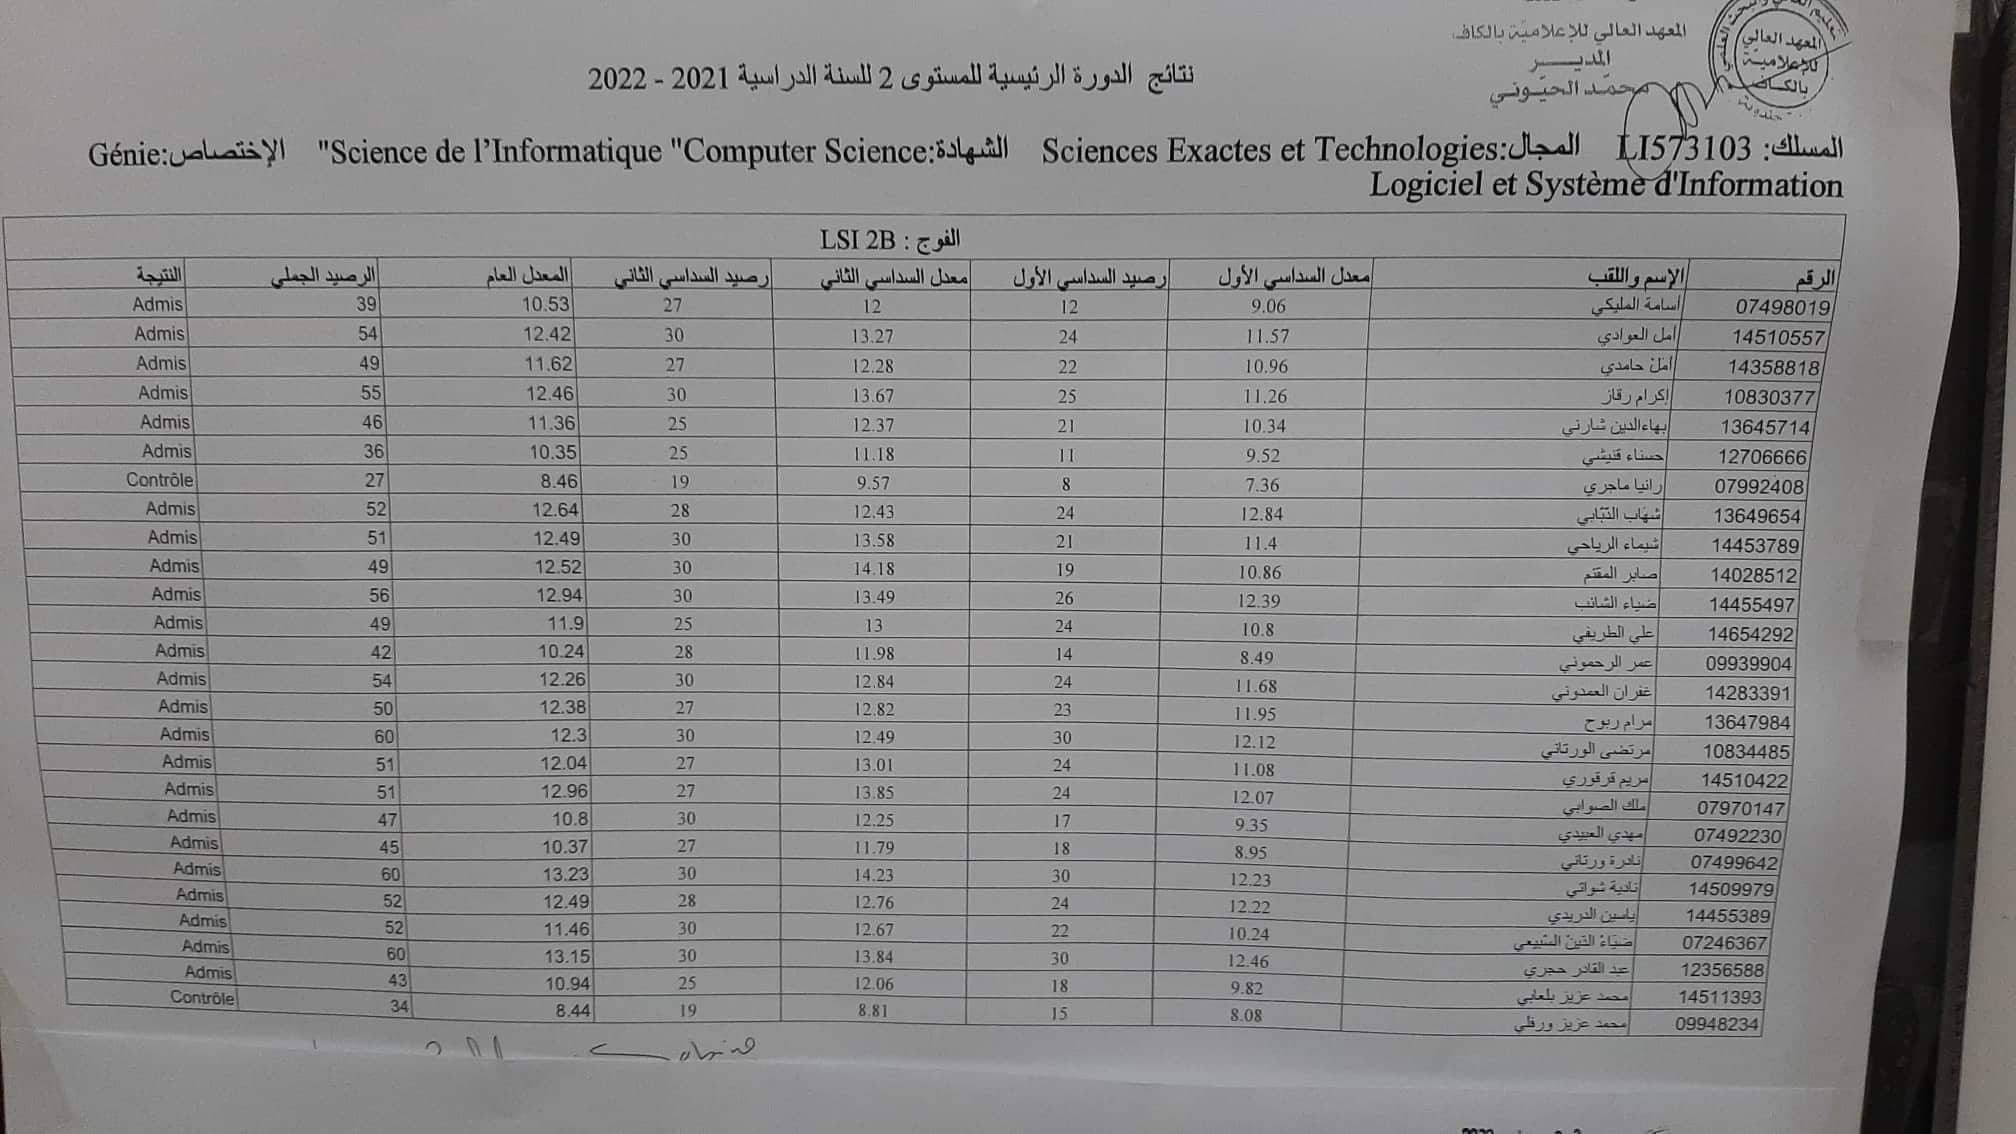 المعهد العالي للإعلاميّة بالكاف
المديـــر
محمّد الحيّوني
المعهد العالي
للإعلاميّة
بالكاف
نتائج الدورة الرئيسية للمستوى 2 للسنة الدراسية 2021 - 2022
المسلك: LI573103 المجال:Sciences Exactes et Technologies الشهادة:Science de l’Informatique "Computer Science" الإختصاص:Génie
Logiciel et Système d'Information
الفوج : LSI 2B
الرقم الإسم واللقب معدل السداسي الأول رصيد السداسي الأول معدل السداسي الثاني رصيد السداسي الثاني المعدل العام الرصيد الجملي النتيجة
07498019 أسامة المليكي 9.06 12 12 27 10.53 39 Admis
14510557 أمل العوادي 11.57 24 13.27 30 12.42 54 Admis
14358818 أمل حامدي 10.96 22 12.28 27 11.62 49 Admis
10830377 إكرام رقاز 11.26 25 13.67 30 12.46 55 Admis
13645714 بهاءالدين شارني 10.34 21 12.37 25 11.36 46 Admis
12706666 حسناء قنيشي 9.52 11 11.18 25 10.35 36 Admis
07992408 رانيا ماجري 7.36 8 9.57 19 8.46 27 Contrôle
13649654 شهاب 12.84 24 12.43 28 12.64 52 Admis
14453789 شيماء الرياحي 11.4 21 13.58 30 12.49 51 Admis
14028512 صابر المقتم 10.86 19 14.18 30 12.52 49 Admis
14455497 ضياء الشائب 12.39 26 13.49 30 12.94 56 Admis
14654292 علي الطريفي 10.8 24 13 25 11.9 49 Admis
09939904 عمر الرحموني 8.49 14 11.98 28 10.24 42 Admis
14283391 غفران العمدوني 11.68 24 12.84 30 12.26 54 Admis
13647984 مرام ربوح 11.95 23 12.82 27 12.38 50 Admis
10834485 مرتضى الورتاني 12.12 30 12.49 30 12.3 60 Admis
14510422 مريم قرقوري 11.08 24 13.01 27 12.04 51 Admis
07970147 ملك الصوابي 12.07 24 13.85 27 12.96 51 Admis
07492230 مهدي العبيدي 9.35 17 12.25 30 10.8 47 Admis
07499642 نادرة ورتاني 8.95 18 11.79 27 10.37 45 Admis
14509979 نادية شواتي 12.23 30 14.23 30 13.23 60 Admis
14455389 ياسين الدريدي 12.22 24 12.76 28 12.49 52 Admis
07246367 ضياء الدين السبيعي 10.24 22 12.67 30 11.46 52 Admis
12356588 عبد القادر حجري 12.46 30 13.84 30 13.15 60 Admis
14511393 محمد عزيز بلعابي 9.82 18 12.06 25 10.94 43 Admis
09948234 محمد عزيز ورفلي 8.08 15 8.81 19 8.44 34 Contrôle